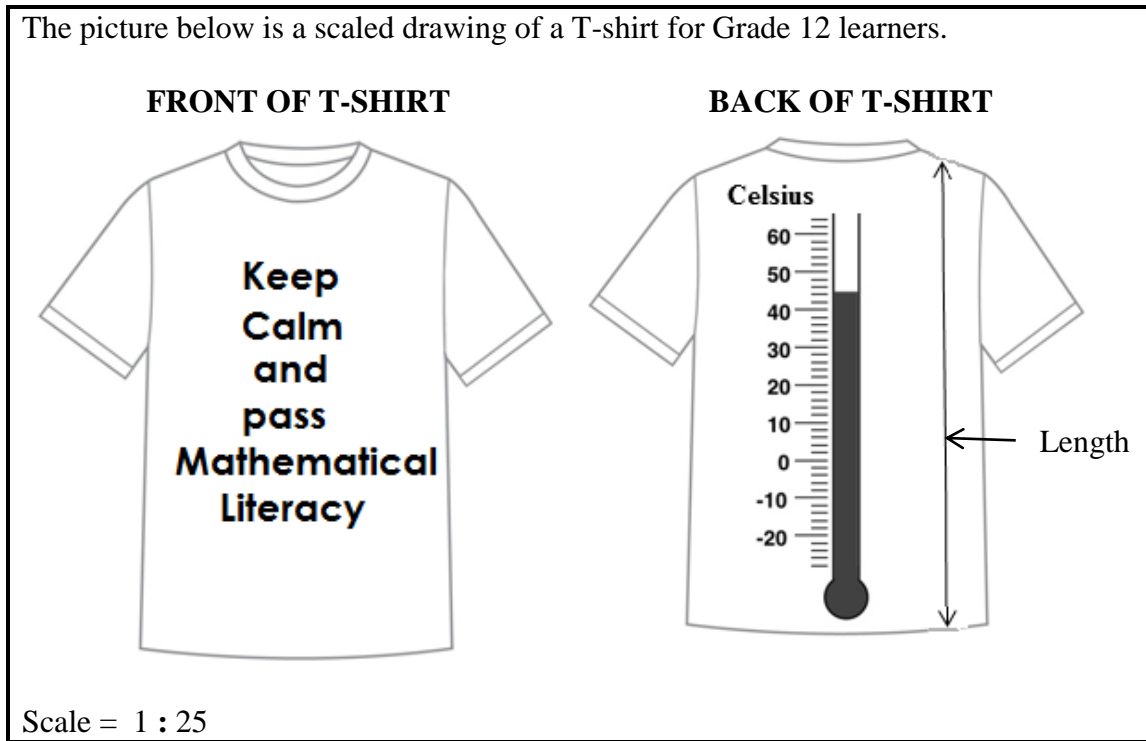 The picture below is a scaled drawing of a T-shirt for Grade 12 learners.
FRONT OF T-SHIRT
BACK OF T-SHIRT
Keep
Calm
and
pass
Mathematical
Literacy
Celsius
60
50
40
30
20
10
0
-10
-20
Length
Scale = 1 : 25